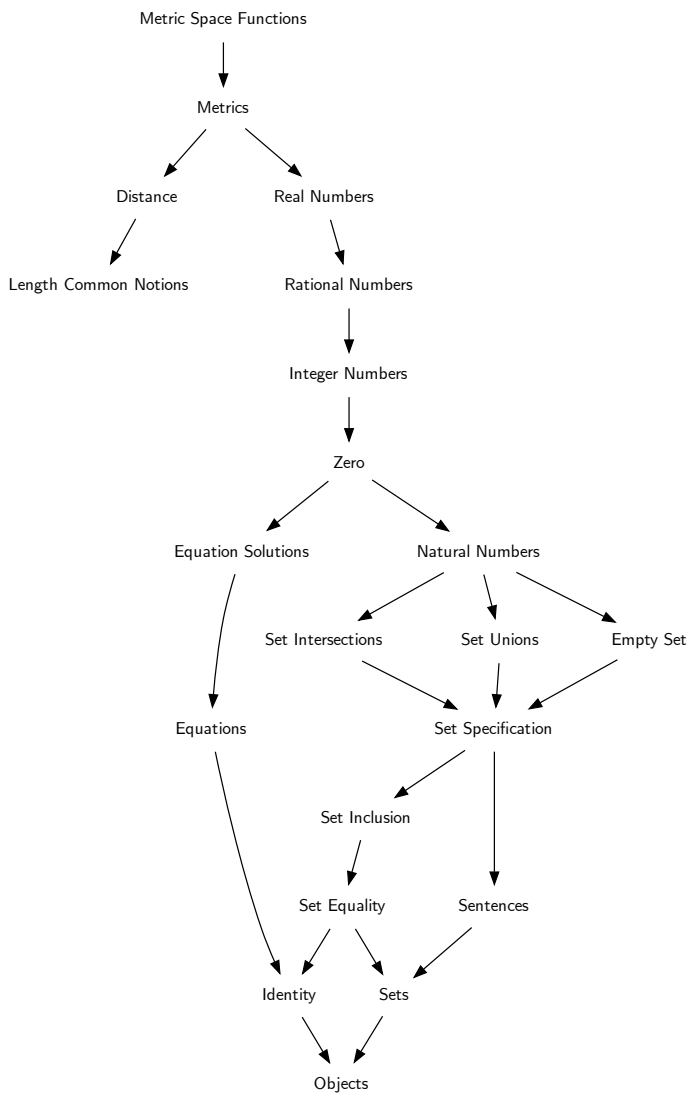 Metric Space Functions
Metrics
Distance
Real Numbers
Length Common Notions
Rational Numbers
Integer Numbers
Zero
Equation Solutions
Natural Numbers
Set Intersections
Set Unions
Empty Set
Equations
Set Specification
Set Inclusion
Set Equality
Sentences
Identity
Sets
Objects